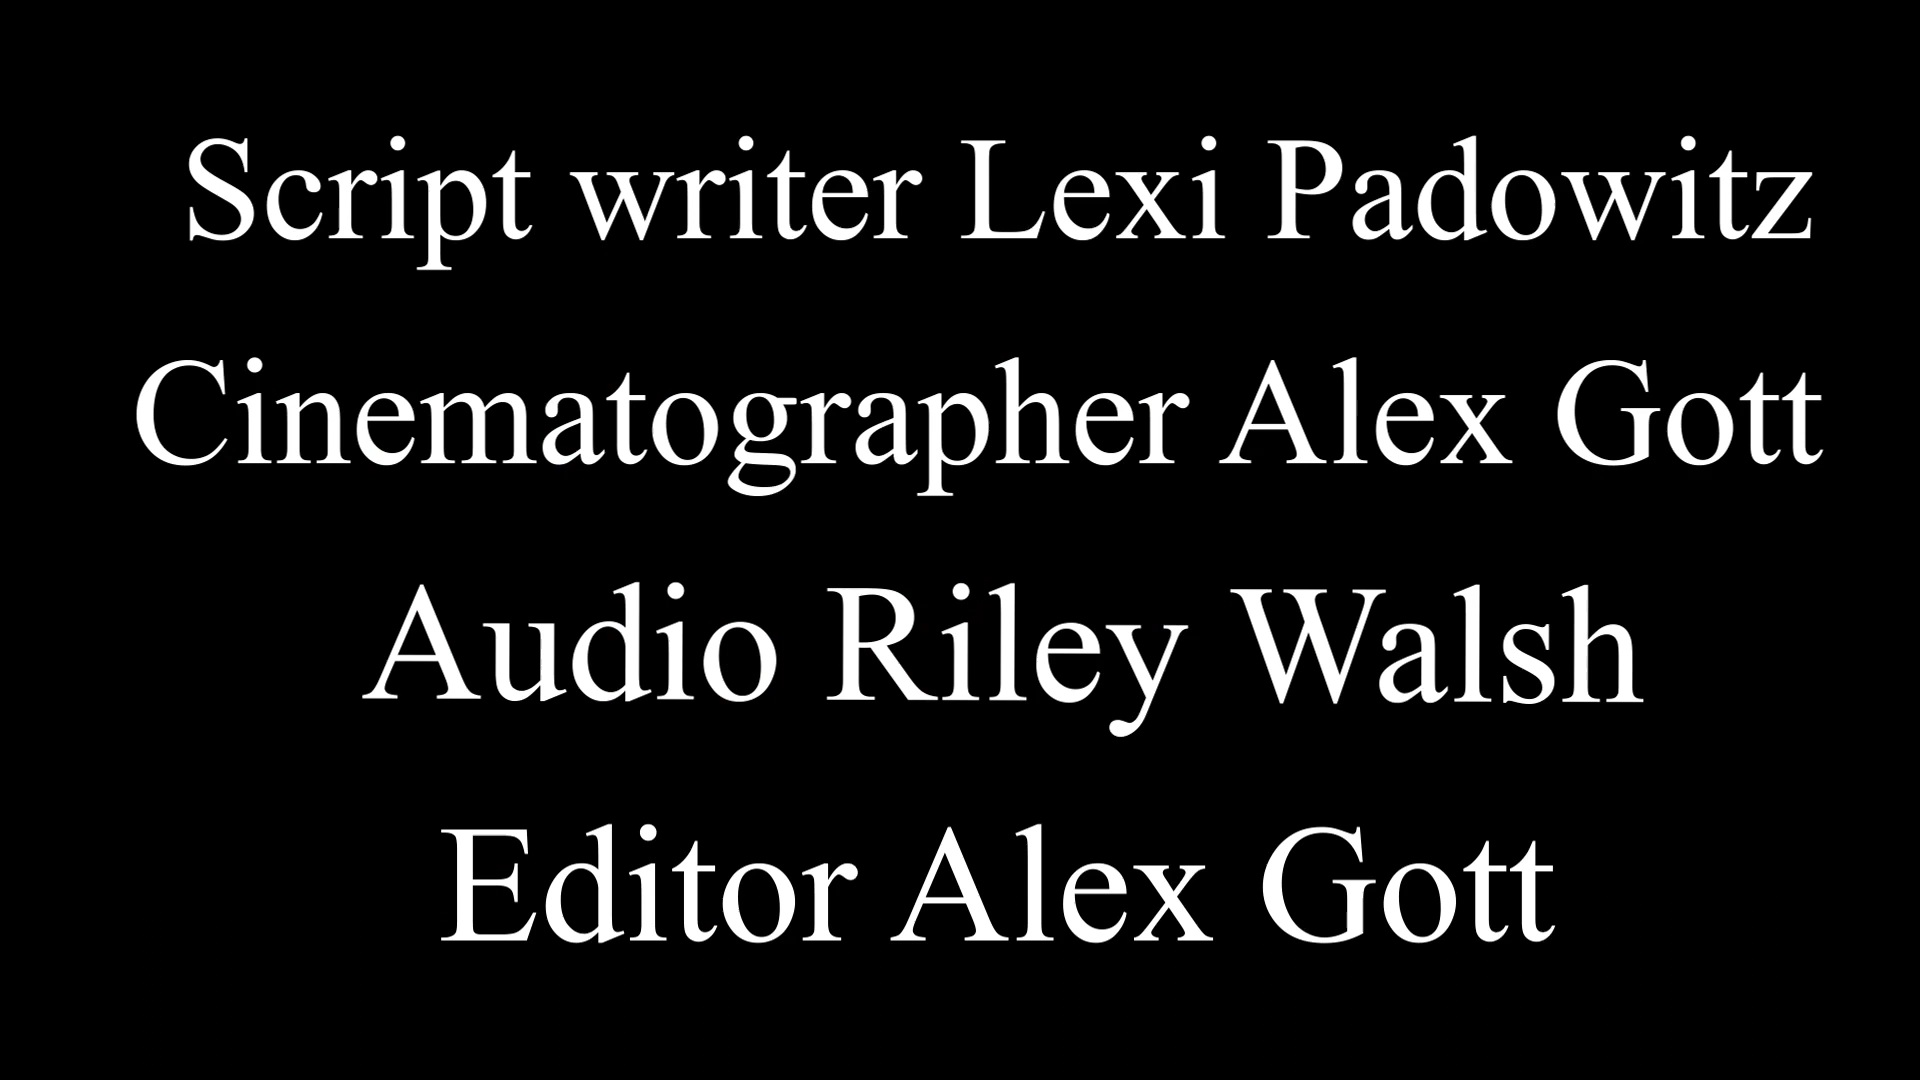 Script writer Lexi Padowitz
Cinematographer Alex Gott
Audio Riley Walsh
Editor Alex Gott